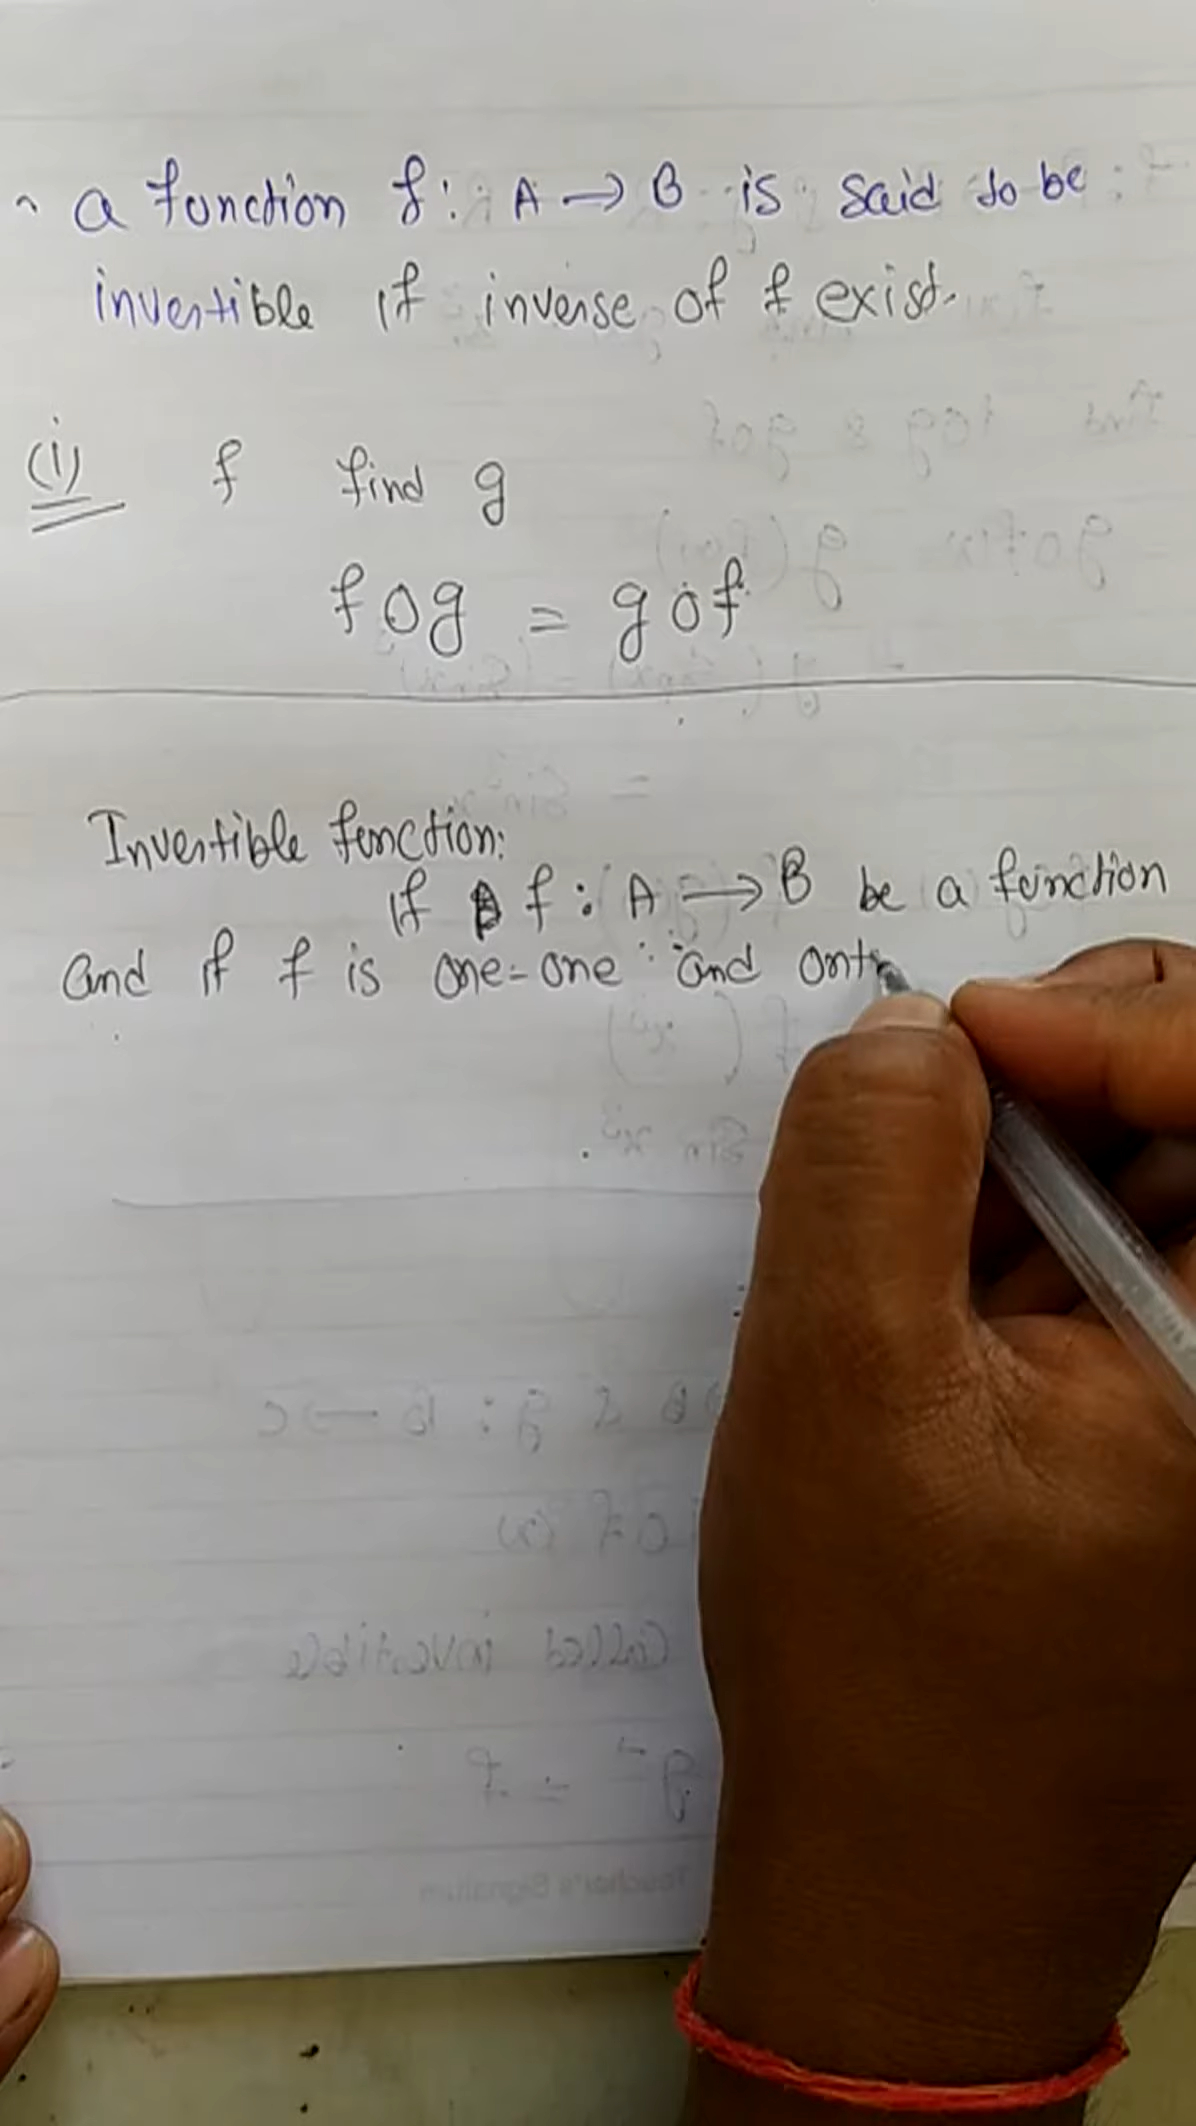 a function f : A → B is said to be
invertible if inverse of f exist.
(i) f find g
fog = gof
Invertible function:
If f : A → B be a function
and if f is one-one and onto